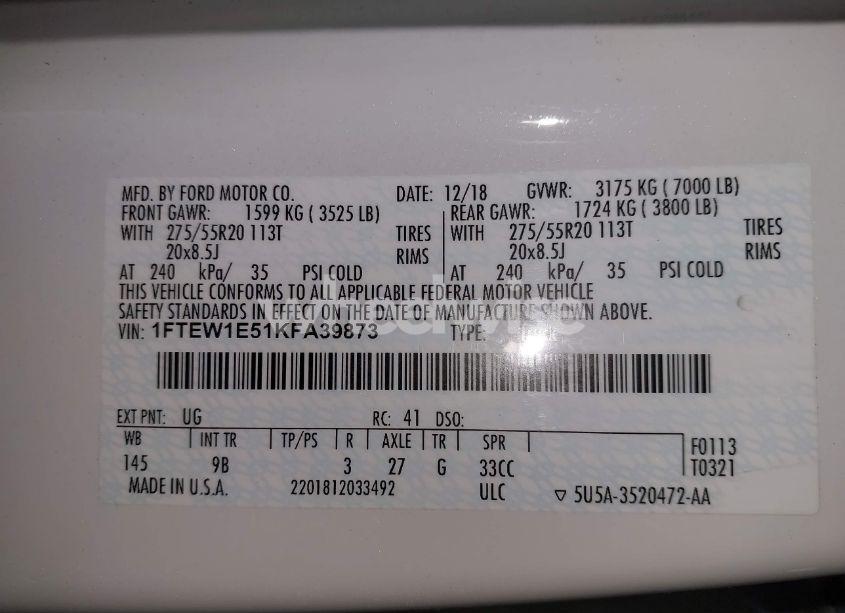 MFD. BY FORD MOTOR CO. DATE: 12/18 GVWR: 3175 KG ( 7000 LB)
FRONT GAWR: 1599 KG ( 3525 LB) REAR GAWR: 1724 KG ( 3800 LB)
WITH 275/55R20 113T TIRES WITH 275/55R20 113T TIRES
20x8.5J RIMS 20x8.5J RIMS
AT 240 kPa/ 35 PSI COLD AT 240 kPa/ 35 PSI COLD
THIS VEHICLE CONFORMS TO ALL APPLICABLE FEDERAL MOTOR VEHICLE
SAFETY STANDARDS IN EFFECT ON THE DATE OF MANUFACTURE SHOWN ABOVE.
VIN: 1FTEW1E51KFA39873 TYPE:
EXT PNT: UG RC: 41 DSO:
WB INT TR TP/PS R AXLE TR SPR F0113
145 9B 3 27 G 33CC T0321
MADE IN U.S.A. 2201812033492 ULC ▽ 5U5A-3520472-AA